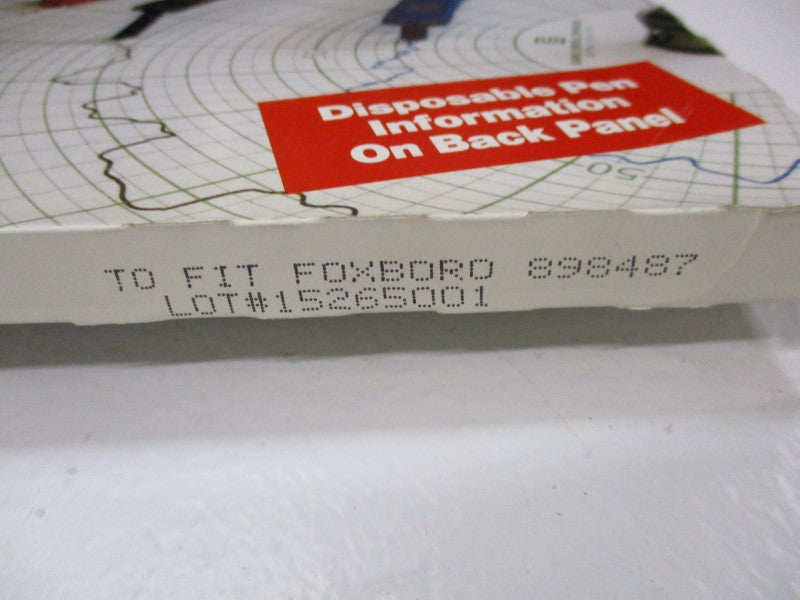 Disposable Pen
Information
On Back Panel
50
TO FIT FOXBORO 898487
LOT#15265001